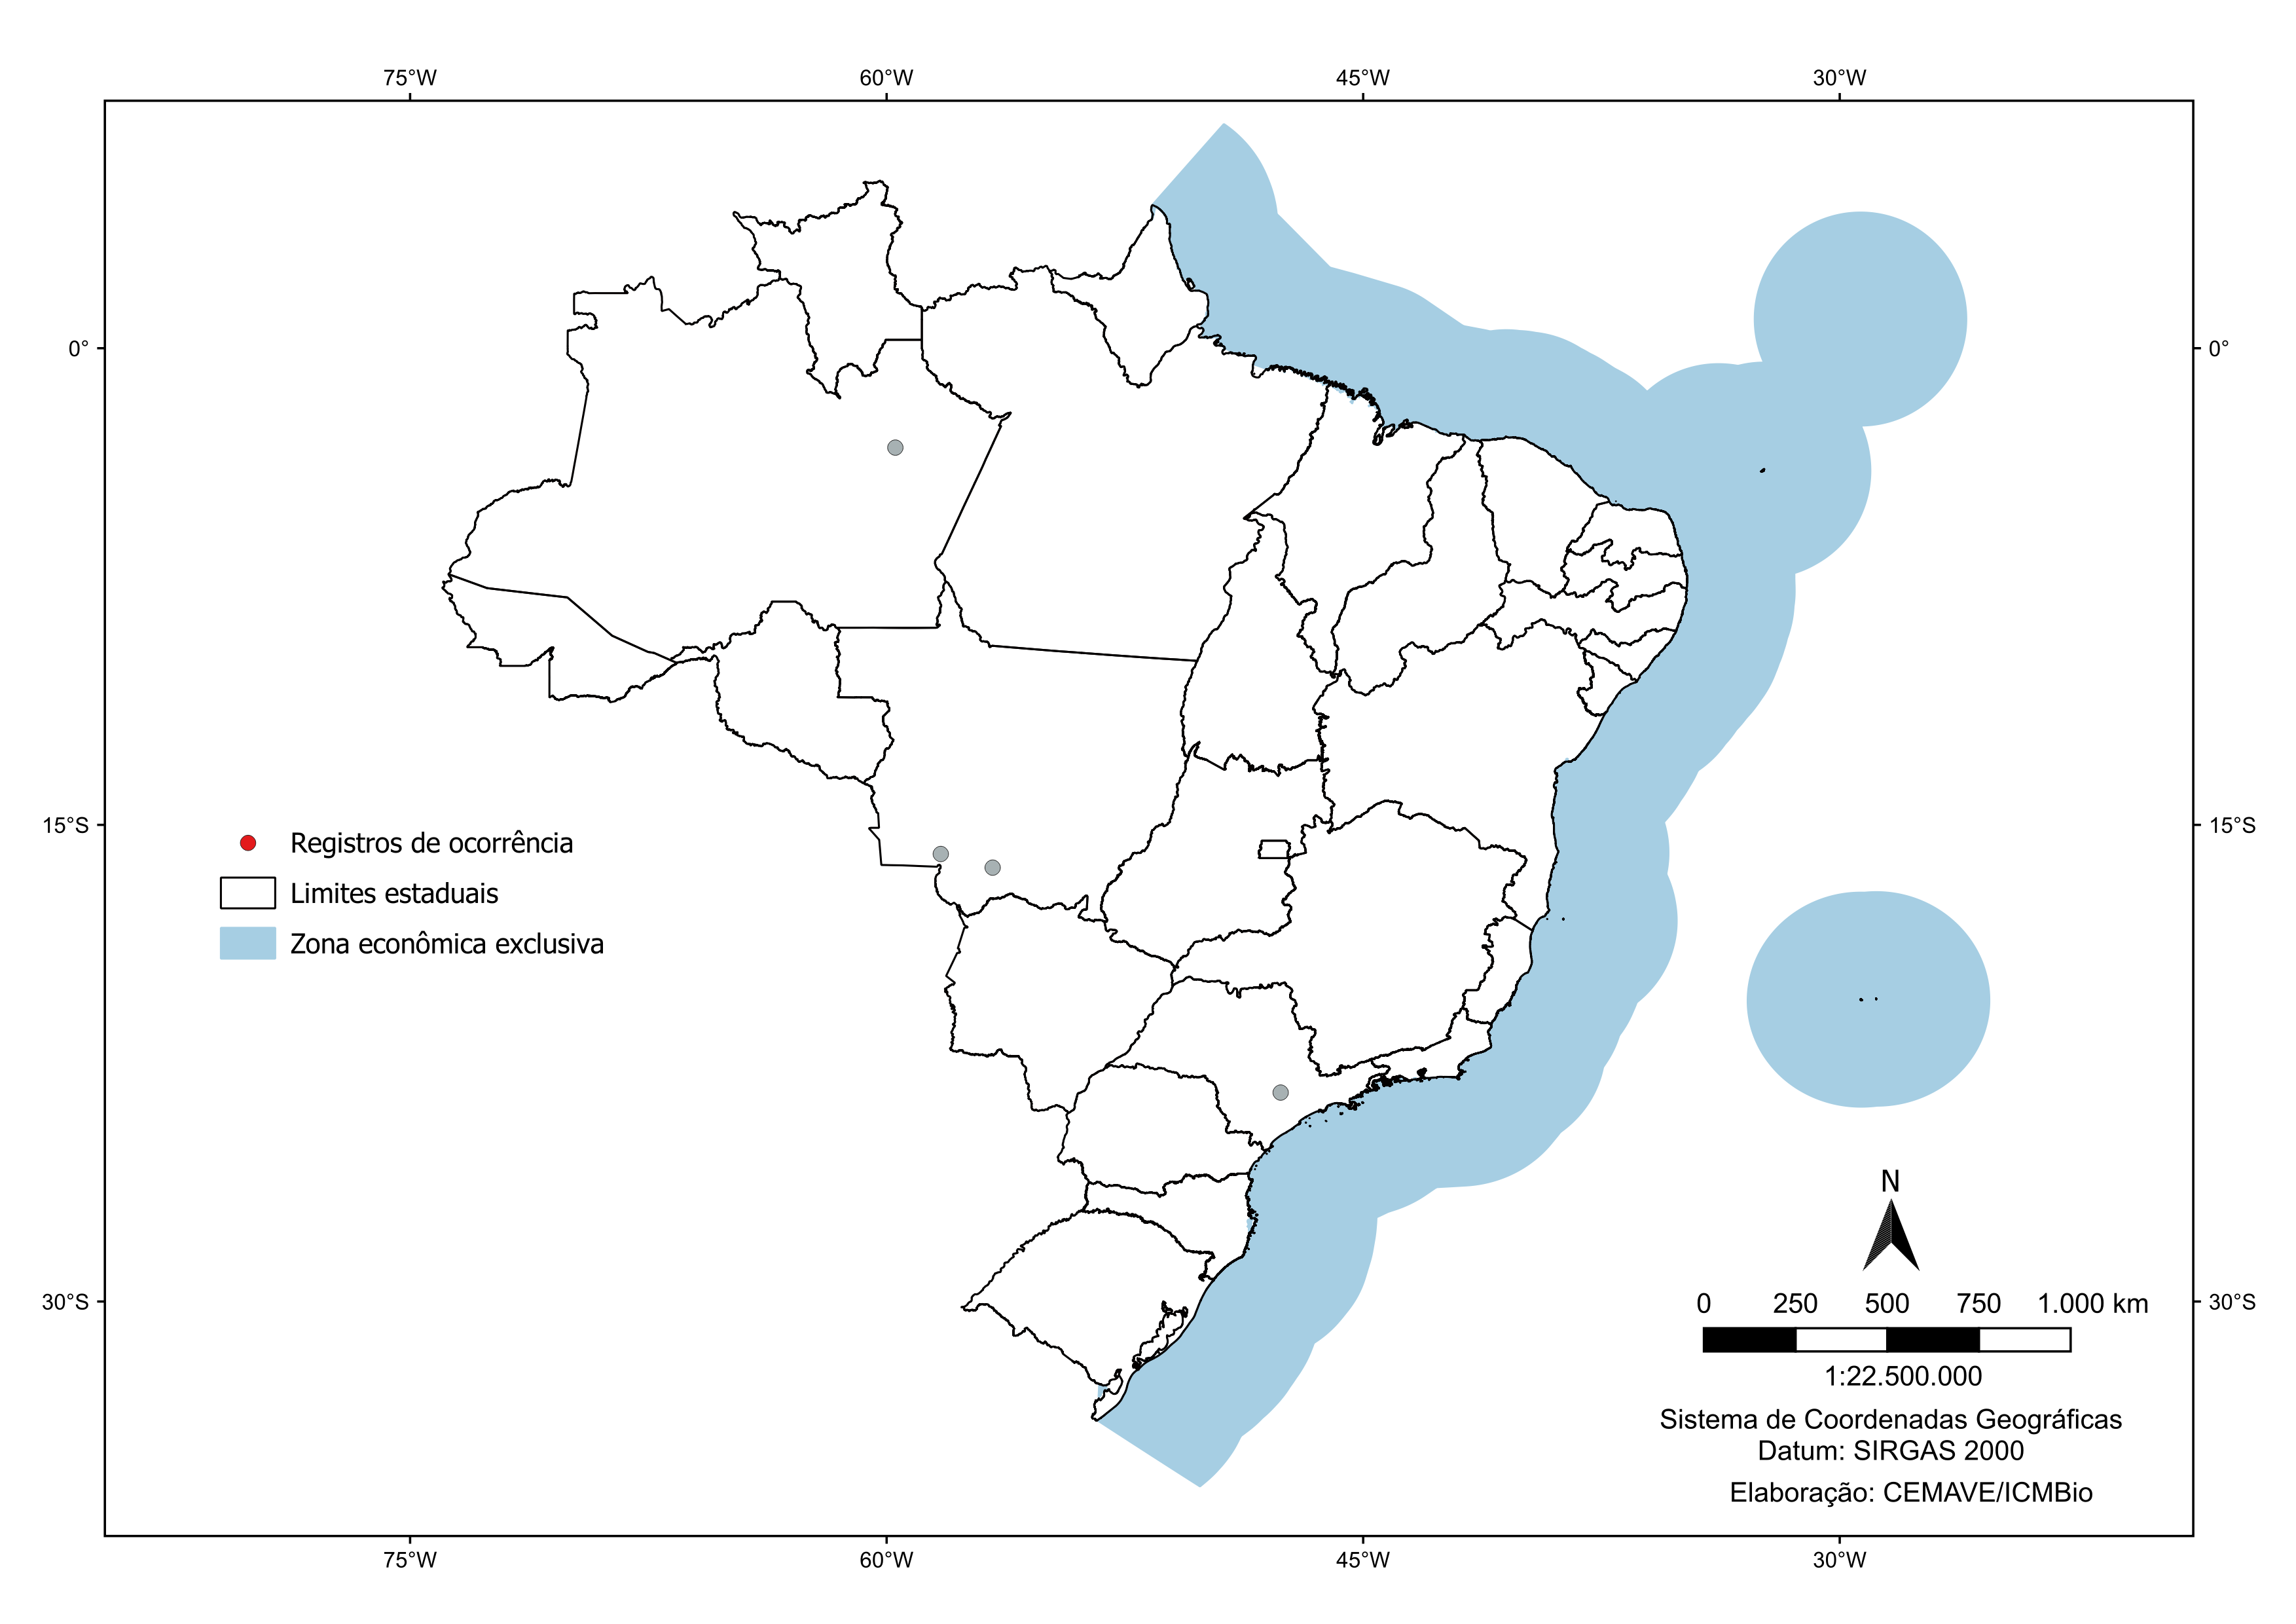 75°W 60°W 45°W 30°W
0° 0°
15°S 15°S
Registros de ocorrência
Limites estaduais
Zona econômica exclusiva
N
30°S 30°S
0 250 500 750 1.000 km
1:22.500.000
Sistema de Coordenadas Geográficas
Datum: SIRGAS 2000
Elaboração: CEMAVE/ICMBio
75°W 60°W 45°W 30°W